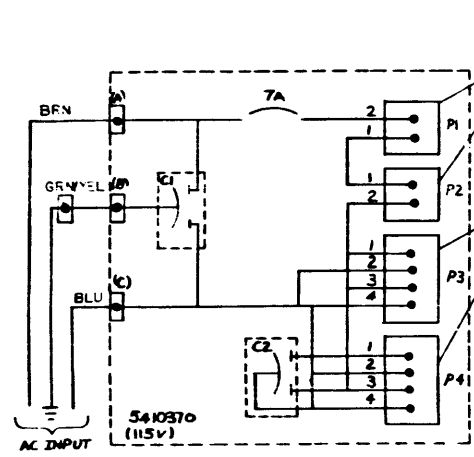 7A
(A)
BRN
2
1
P1
C1
(B)
GRN/YEL
1
2
P2
(C)
BLU
1
2
3
4
P3
C2
1
2
3
4
P4
5410370
(115V)
AC INPUT